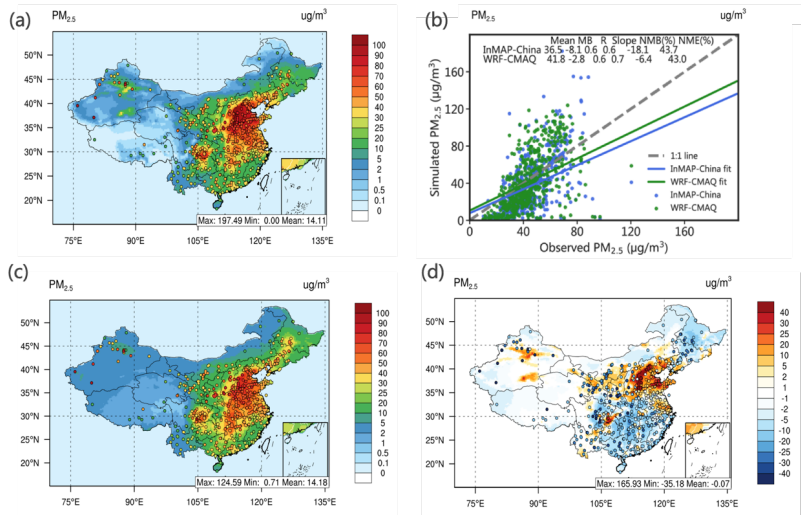 (a)
PM2.5
ug/m³
50°N
45°N
40°N
35°N
30°N
25°N
20°N
75°E 90°E 105°E 120°E 135°E
Max: 197.49 Min: 0.00 Mean: 14.11
100
90
80
70
60
50
40
30
25
20
10
5
2
1
0.5
0.1
0
(b)
PM2.5
ug/m³
Mean MB R Slope NMB(%) NME(%)
InMAP-China 36.5 -8.1 0.6 0.6 -18.1 43.7
WRF-CMAQ 41.8 -2.8 0.6 0.7 -6.4 43.0
Simulated PM2.5 (µg/m³)
160
120
80
40
0
0 40 80 120 160
Observed PM2.5 (µg/m³)
1:1 line
InMAP-China fit
WRF-CMAQ fit
InMAP-China
WRF-CMAQ
(c)
PM2.5
ug/m³
50°N
45°N
40°N
35°N
30°N
25°N
20°N
75°E 90°E 105°E 120°E 135°E
Max: 124.59 Min: 0.71 Mean: 14.18
100
90
80
70
60
50
40
30
25
20
10
5
2
1
0.5
0.1
0
(d)
PM2.5
ug/m³
50°N
45°N
40°N
35°N
30°N
25°N
20°N
75°E 90°E 105°E 120°E 135°E
Max: 165.93 Min: -35.18 Mean: -0.07
40
30
25
20
10
5
1
-1
-2
-5
-10
-20
-25
-30
-40